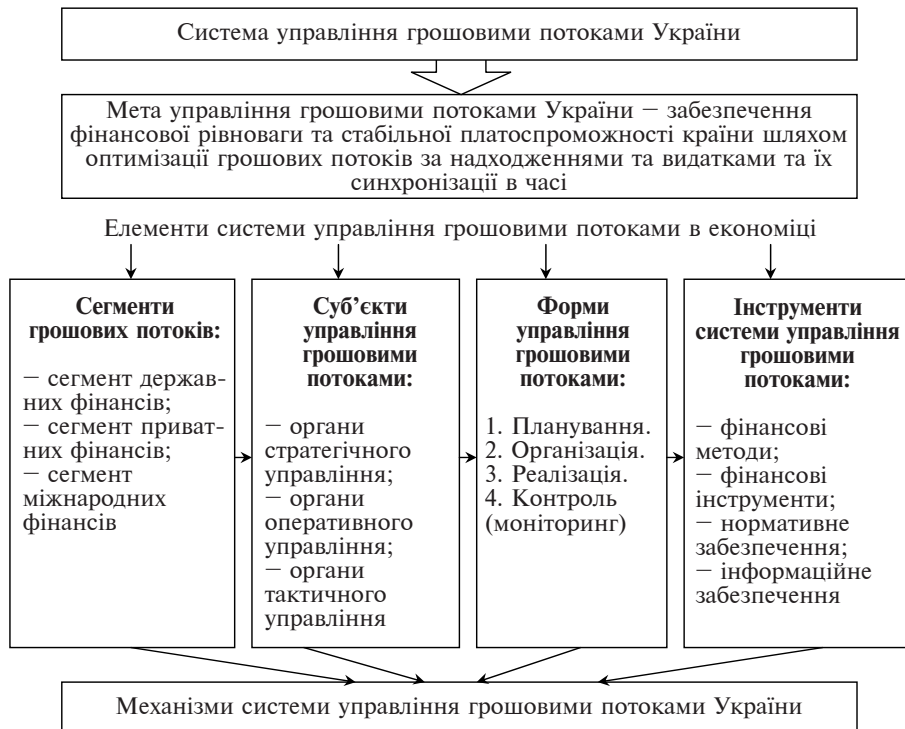 Система управління грошовими потоками України
Мета управління грошовими потоками України — забезпечення
фінансової рівноваги та стабільної платоспроможності країни шляхом
оптимізації грошових потоків за надходженнями та видатками та їх
синхронізації в часі
Елементи системи управління грошовими потоками в економіці
Сегменти
грошових потоків:
— сегмент держав-
них фінансів;
— сегмент приват-
них фінансів;
— сегмент
міжнародних
фінансів
Суб’єкти
управління
грошовими
потоками:
— органи
стратегічного
управління;
— органи
оперативного
управління;
— органи
тактичного
управління
Форми
управління
грошовими
потоками:
1. Планування.
2. Організація.
3. Реалізація.
4. Контроль
(моніторинг)
Інструменти
системи управління
грошовими
потоками:
— фінансові
методи;
— фінансові
інструменти;
— нормативне
забезпечення;
— інформаційне
забезпечення
Механізми системи управління грошовими потоками України